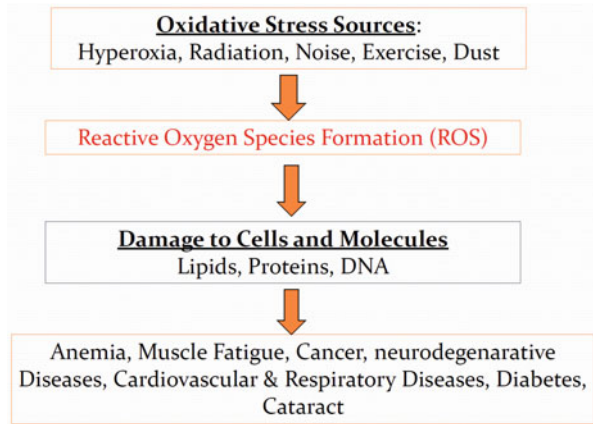 Oxidative Stress Sources:
Hyperoxia, Radiation, Noise, Exercise, Dust
Reactive Oxygen Species Formation (ROS)
Damage to Cells and Molecules
Lipids, Proteins, DNA
Anemia, Muscle Fatigue, Cancer, neurodegenarative
Diseases, Cardiovascular & Respiratory Diseases, Diabetes,
Cataract